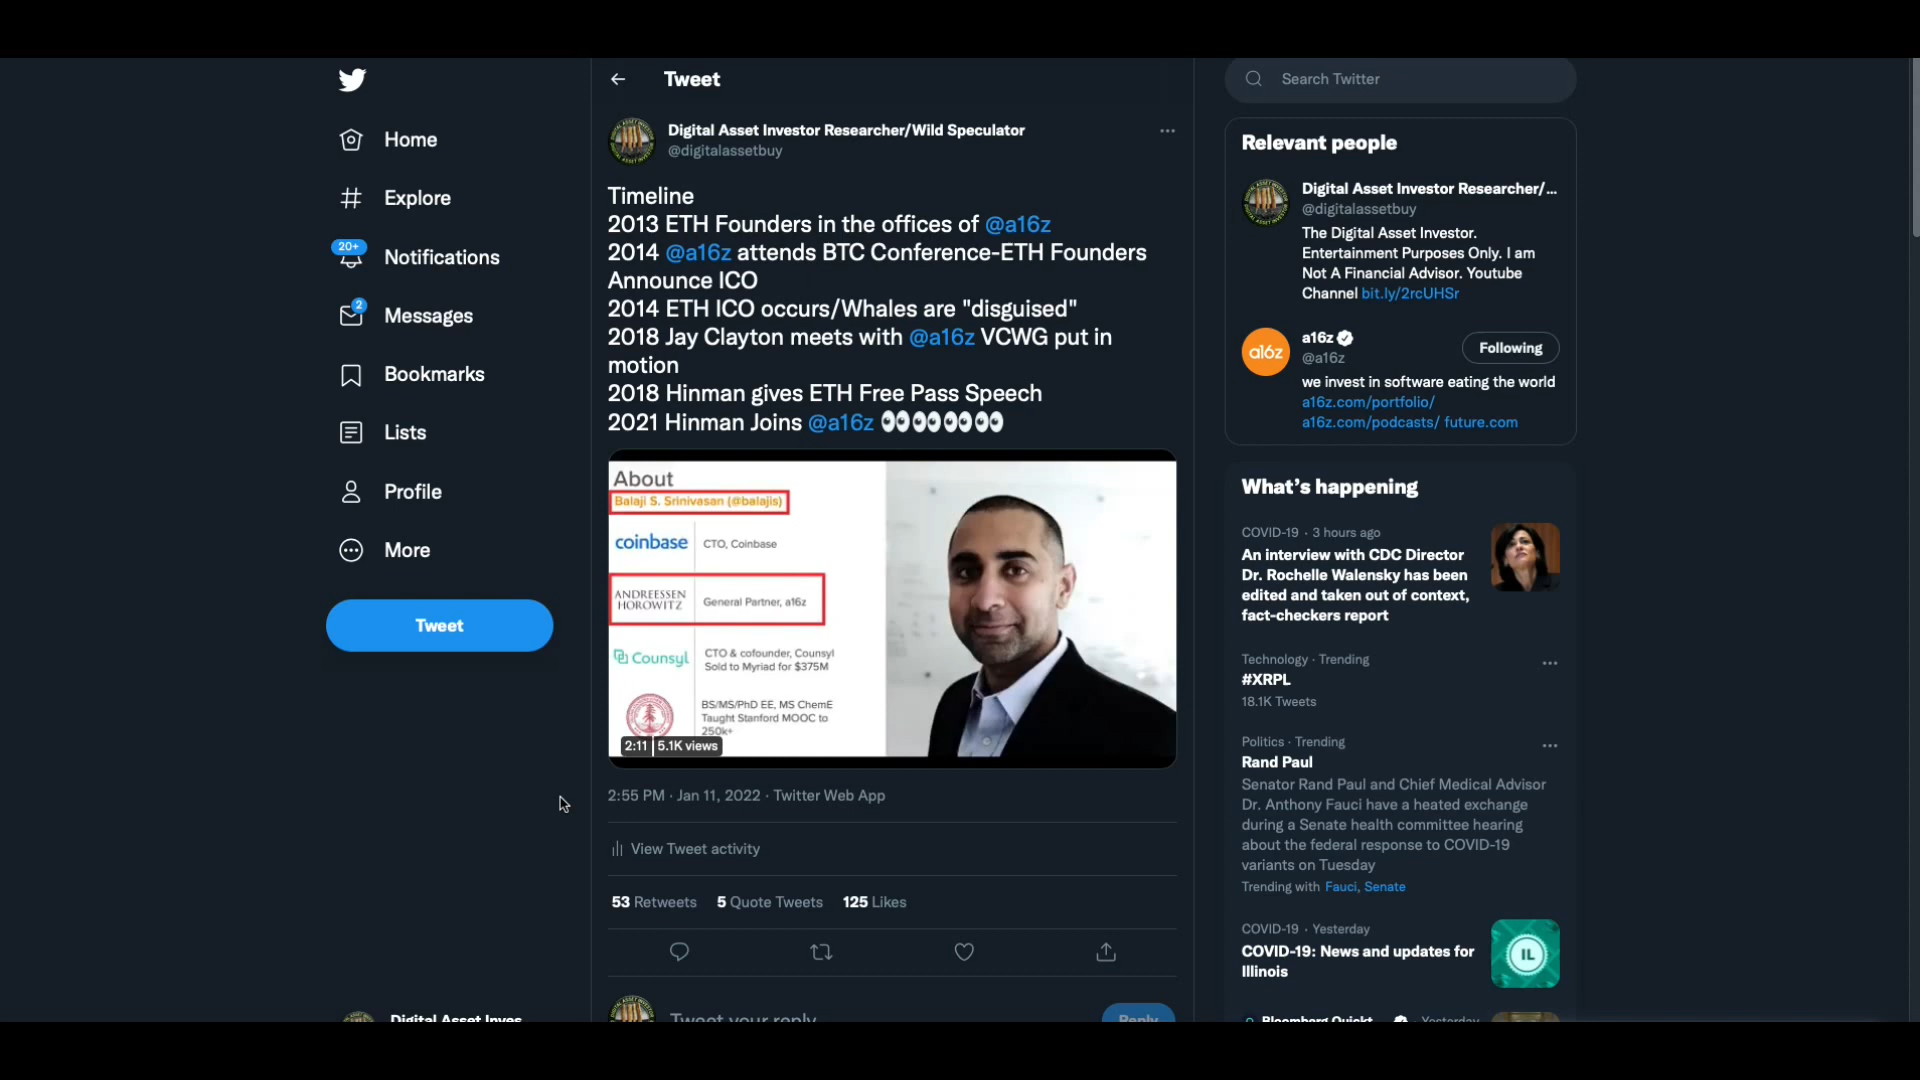 Home
Explore
20+
Notifications
2
Messages
Bookmarks
Lists
Profile
More
Tweet
Digital Asset Inves
Tweet
Digital Asset Investor Researcher/Wild Speculator
@digitalassetbuy
Timeline
2013 ETH Founders in the offices of @a16z
2014 @a16z attends BTC Conference-ETH Founders
Announce ICO
2014 ETH ICO occurs/Whales are "disguised"
2018 Jay Clayton meets with @a16z VCWG put in
motion
2018 Hinman gives ETH Free Pass Speech
2021 Hinman Joins @a16z 👀👀👀👀
About
Balaji S. Srinivasan (@balajis)
coinbase CTO, Coinbase
ANDREESSEN
HOROWITZ General Partner, a16z
Counsyl CTO & cofounder, Counsyl
Sold to Myriad for $375M
BS/MS/PhD EE, MS ChemE
Taught Stanford MOOC to
250k+
2:11 5.1K views
2:55 PM · Jan 11, 2022 · Twitter Web App
View Tweet activity
53 Retweets 5 Quote Tweets 125 Likes
Tweet your reply
Reply
Search Twitter
Relevant people
Digital Asset Investor Researcher/...
@digitalassetbuy
The Digital Asset Investor.
Entertainment Purposes Only. I am
Not A Financial Advisor. Youtube
Channel bit.ly/2rcUHSr
a16z
a16z
@a16z
Following
we invest in software eating the world
a16z.com/portfolio/
a16z.com/podcasts/ future.com
What's happening
COVID-19 · 3 hours ago
An interview with CDC Director
Dr. Rochelle Walensky has been
edited and taken out of context,
fact-checkers report
Technology · Trending
#XRPL
18.1K Tweets
Politics · Trending
Rand Paul
Senator Rand Paul and Chief Medical Advisor
Dr. Anthony Fauci have a heated exchange
during a Senate health committee hearing
about the federal response to COVID-19
variants on Tuesday
Trending with Fauci, Senate
COVID-19 · Yesterday
COVID-19: News and updates for
Illinois
IL
Bloomberg Quickt Yesterday